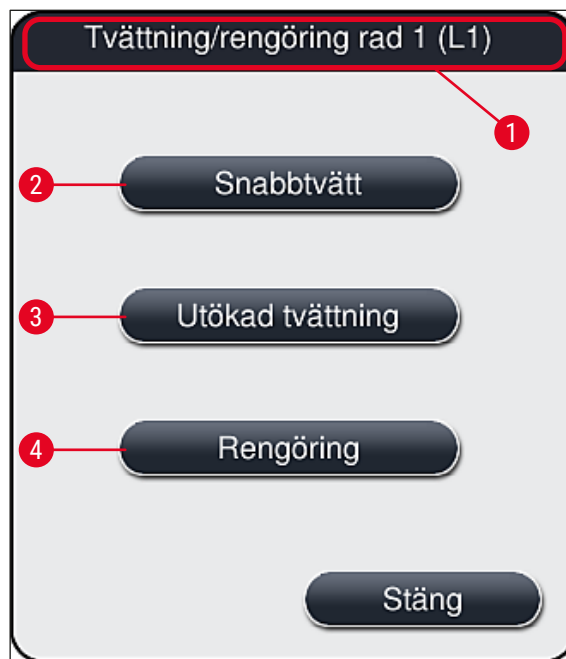 Tvättning/rengöring rad 1 (L1)
1
2 Snabbtvätt
3 Utökad tvättning
4 Rengöring
Stäng